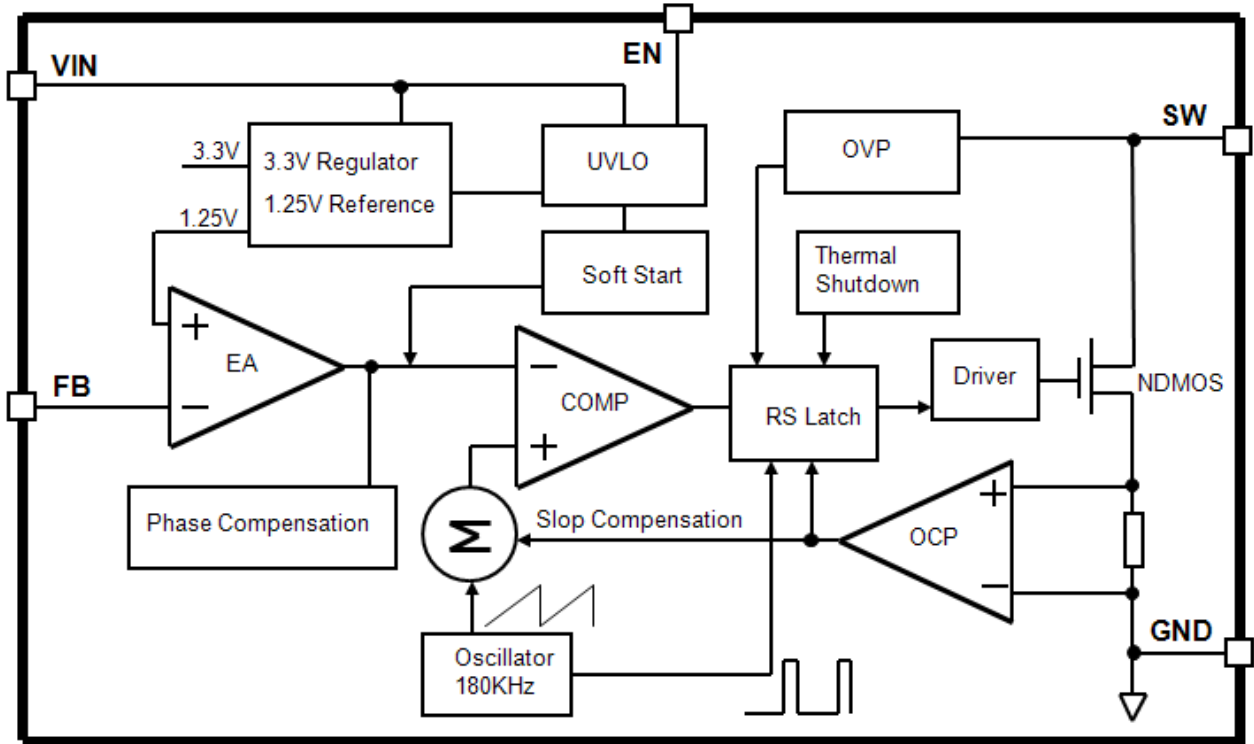 EN
VIN
SW
3.3V
3.3V Regulator
1.25V Reference
1.25V
UVLO
OVP
Soft Start
Thermal
Shutdown
+
EA
−
FB
−
COMP
+
RS Latch
Driver
NDMOS
Phase Compensation
Σ
Slop Compensation
+
OCP
−
Oscillator
180KHz
GND